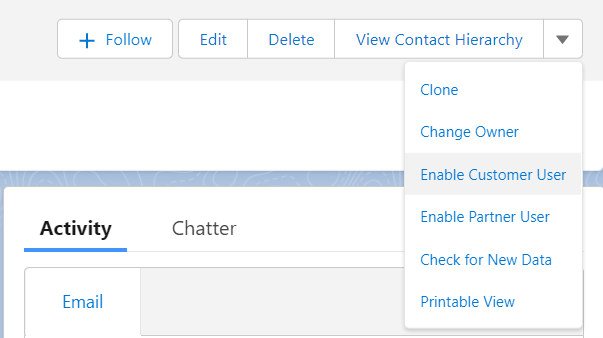 + Follow
Edit
Delete
View Contact Hierarchy
Clone
Change Owner
Enable Customer User
Enable Partner User
Check for New Data
Printable View
Activity
Chatter
Email